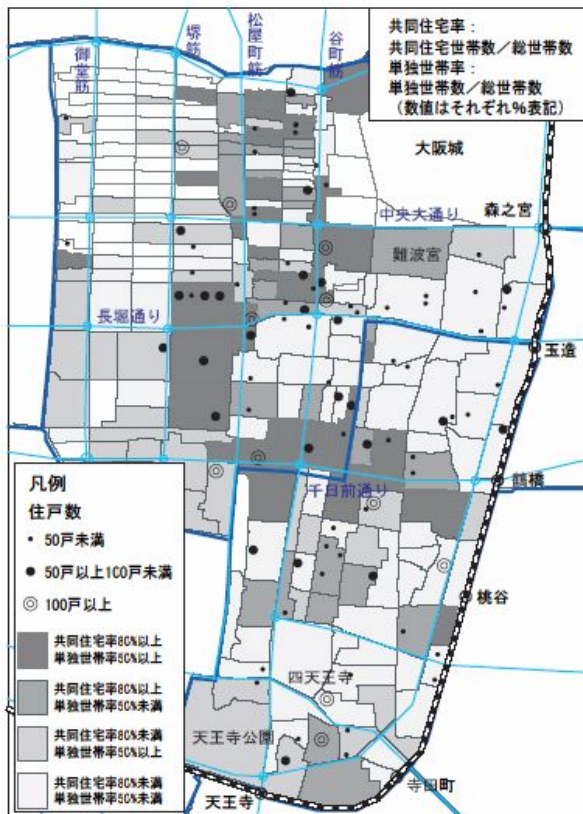 共同住宅率：
共同住宅世帯数／総世帯数
単独世帯率：
単独世帯数／総世帯数
（数値はそれぞれ％表記）
御堂筋
堺筋
松屋町筋
谷町筋
大阪城
中央大通り
森之宮
難波宮
長堀通り
玉造
千日前通り
鶴橋
桃谷
四天王寺
天王寺公園
天王寺
寺田町
凡例
住戸数
50戸未満
50戸以上100戸未満
100戸以上
共同住宅率80%以上
単独世帯率50%以上
共同住宅率80%以上
単独世帯率50%未満
共同住宅率80%未満
単独世帯率50%以上
共同住宅率80%未満
単独世帯率50%未満